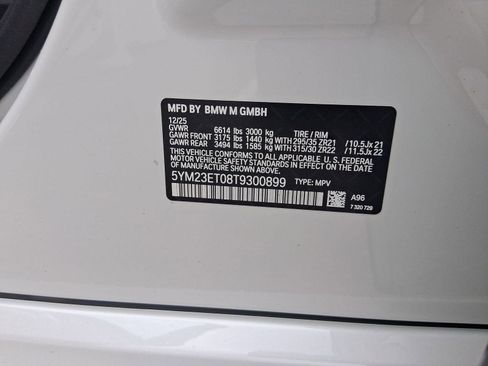 MFD BY BMW M GMBH
12/25
GVWR 6614 lbs 3000 kg TIRE / RIM
GAWR FRONT 3175 lbs 1440 kg WITH 295/35 ZR21 / 10.5Jx 21
GAWR REAR 3494 lbs 1585 kg WITH 315/30 ZR22 / 11.5Jx 22
THIS VEHICLE CONFORMS TO ALL APPLICABLE FEDERAL
MOTOR VEHICLE SAFETY STANDARDS IN EFFECT ON THE DATE OF
MANUFACTURE SHOWN ABOVE.
5YM23ET08T9300899 TYPE: MPV
A96
7 320 729